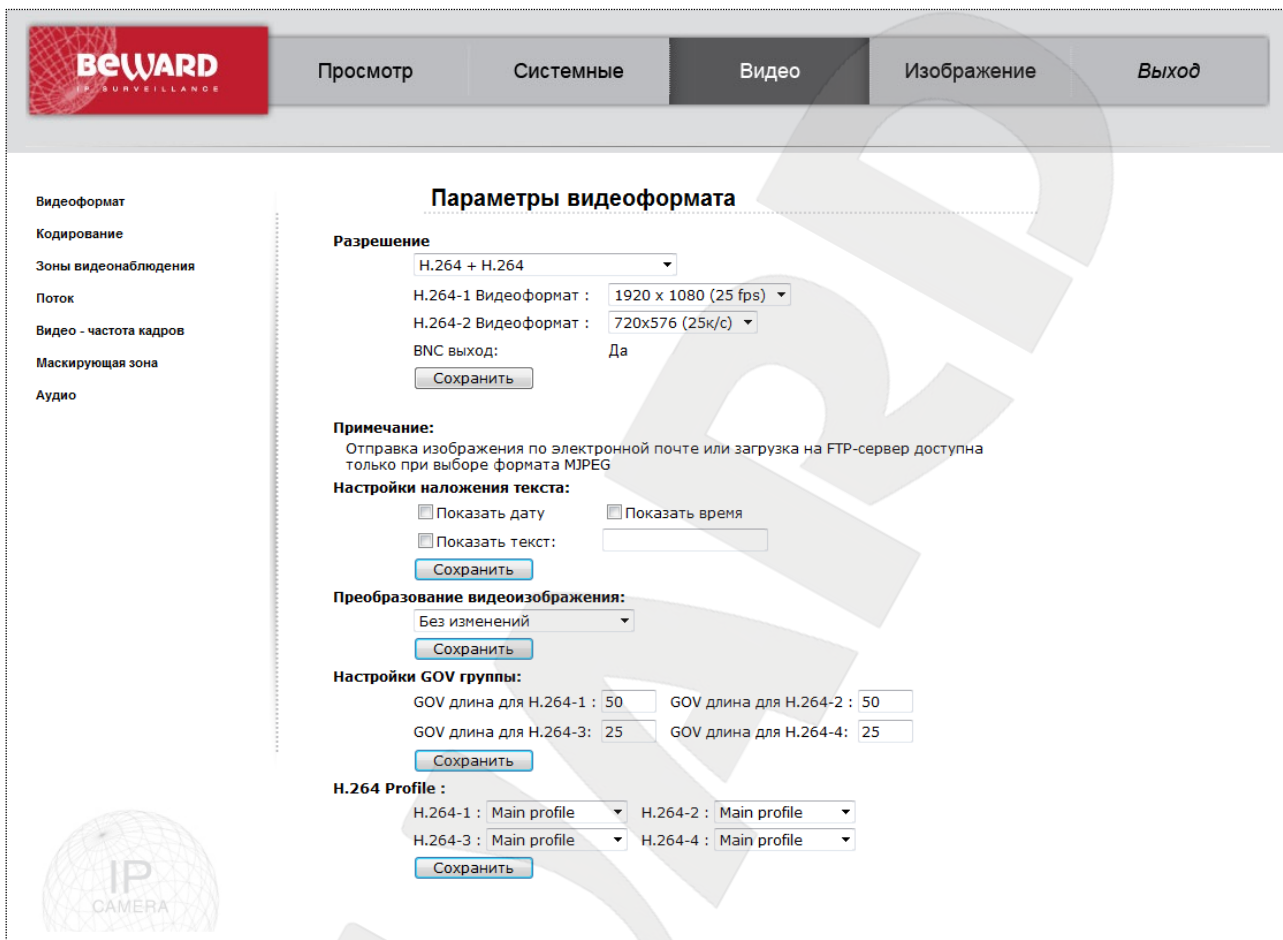 BEWARD
IP SURVEILLANCE
Просмотр Системные Видео Изображение Выход
Видеоформат
Кодирование
Зоны видеонаблюдения
Поток
Видео - частота кадров
Маскирующая зона
Аудио
Параметры видеоформата
Разрешение
H.264 + H.264
H.264-1 Видеоформат : 1920 x 1080 (25 fps)
H.264-2 Видеоформат : 720x576 (25к/с)
BNC выход: Да
Сохранить
Примечание:
Отправка изображения по электронной почте или загрузка на FTP-сервер доступна
только при выборе формата MJPEG
Настройки наложения текста:
Показать дату Показать время
Показать текст:
Сохранить
Преобразование видеоизображения:
Без изменений
Сохранить
Настройки GOV группы:
GOV длина для H.264-1 : 50 GOV длина для H.264-2 : 50
GOV длина для H.264-3: 25 GOV длина для H.264-4: 25
Сохранить
H.264 Profile :
H.264-1 : Main profile H.264-2 : Main profile
H.264-3 : Main profile H.264-4 : Main profile
Сохранить
IP
CAMERA